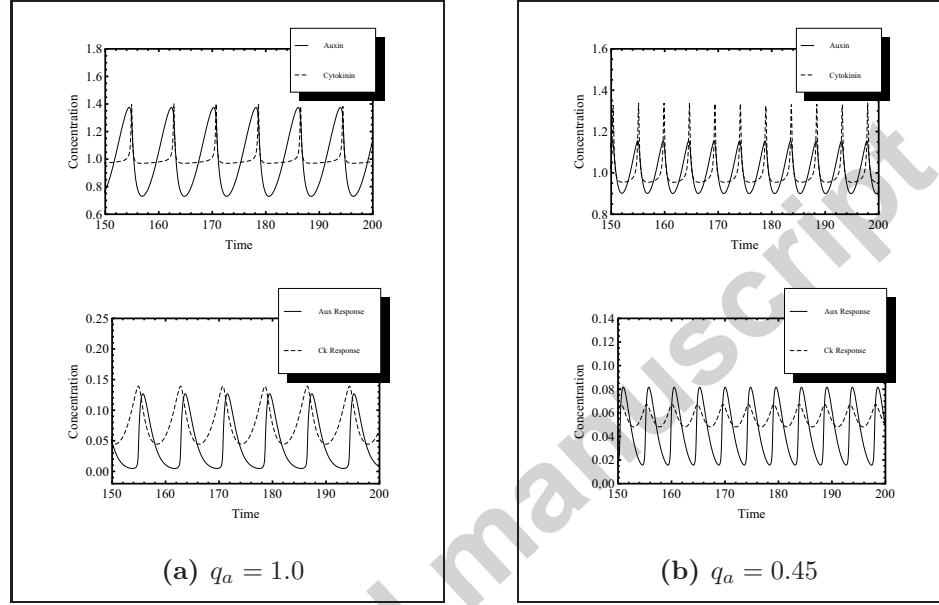 Auxin
Cytokinin
1.8
1.6
1.4
1.2
1.0
0.8
0.6
Concentration
150 160 170 180 190 200
Time
Aux Response
Ck Response
0.25
0.20
0.15
0.10
0.05
0.00
Concentration
150 160 170 180 190 200
Time
(a) q_a = 1.0
Auxin
Cytokinin
1.6
1.4
1.2
1.0
0.8
Concentration
150 160 170 180 190 200
Time
Aux Response
Ck Response
0.14
0.12
0.10
0.08
0.06
0.04
0.02
0.00
Concentration
150 160 170 180 190 200
Time
(b) q_a = 0.45
manuscript